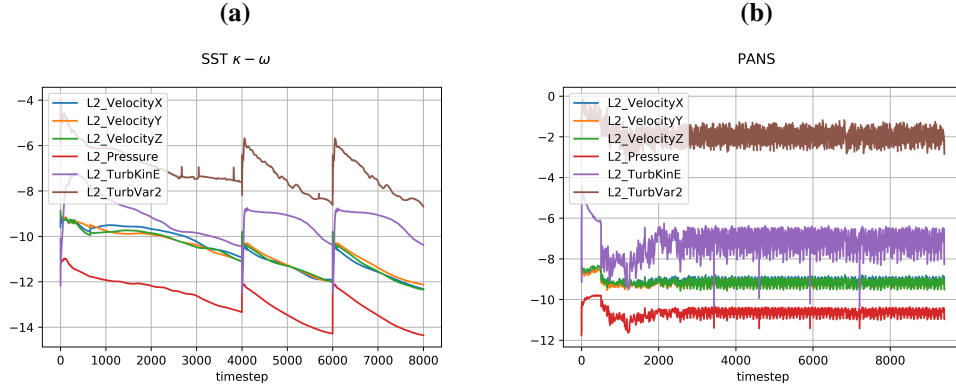 (a)
SST κ − ω
−4
−6
−8
−10
−12
−14
L2_VelocityX
L2_VelocityY
L2_VelocityZ
L2_Pressure
L2_TurbKinE
L2_TurbVar2
0 1000 2000 3000 4000 5000 6000 7000 8000
timestep
(b)
PANS
0
−2
−4
−6
−8
−10
−12
L2_VelocityX
L2_VelocityY
L2_VelocityZ
L2_Pressure
L2_TurbKinE
L2_TurbVar2
0 2000 4000 6000 8000
timestep